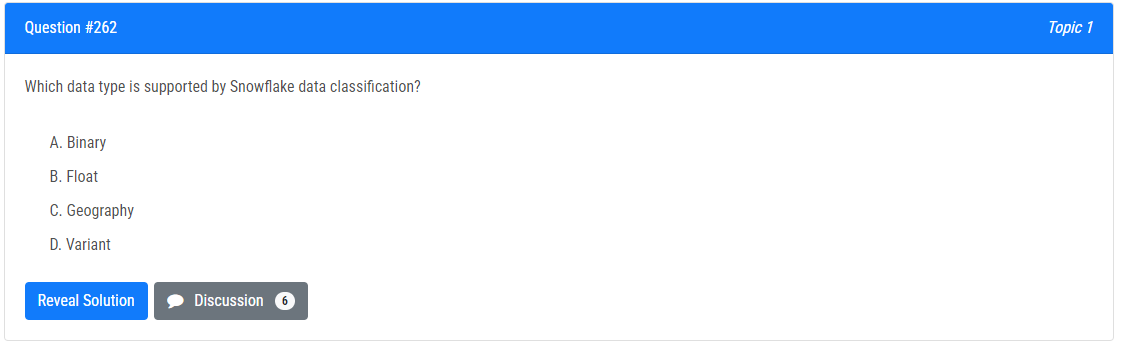 Question #262
Topic 1
Which data type is supported by Snowflake data classification?
A. Binary
B. Float
C. Geography
D. Variant
Reveal Solution
Discussion 6